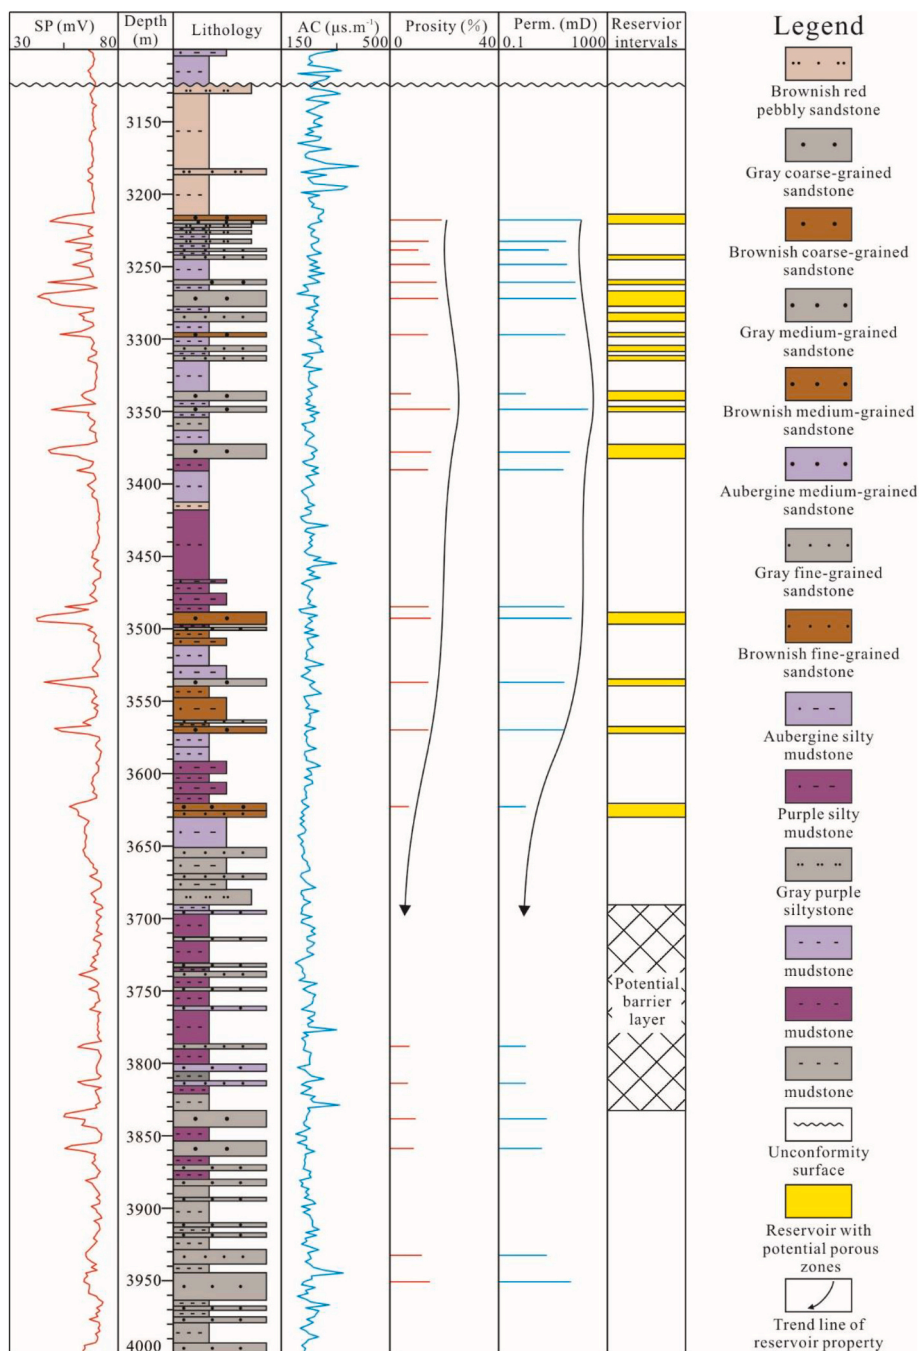 SP (mV)
30 80
Depth
(m)
Lithology
AC (μs.m⁻¹)
150 500
Prosity (%)
0 40
Perm. (mD)
0.1 1000
Reservior
intervals
3150
3200
3250
3300
3350
3400
3450
3500
3550
3600
3650
3700
3750
3800
3850
3900
3950
4000
Potential
barrier
layer
Legend
Brownish red
pebbly sandstone
Gray coarse-grained
sandstone
Brownish coarse-grained
sandstone
Gray medium-grained
sandstone
Brownish medium-grained
sandstone
Aubergine medium-grained
sandstone
Gray fine-grained
sandstone
Brownish fine-grained
sandstone
Aubergine silty
mudstone
Purple silty
mudstone
Gray purple
siltystone
mudstone
mudstone
mudstone
Unconformity
surface
Reservoir with
potential porous
zones
Trend line of
reservoir property